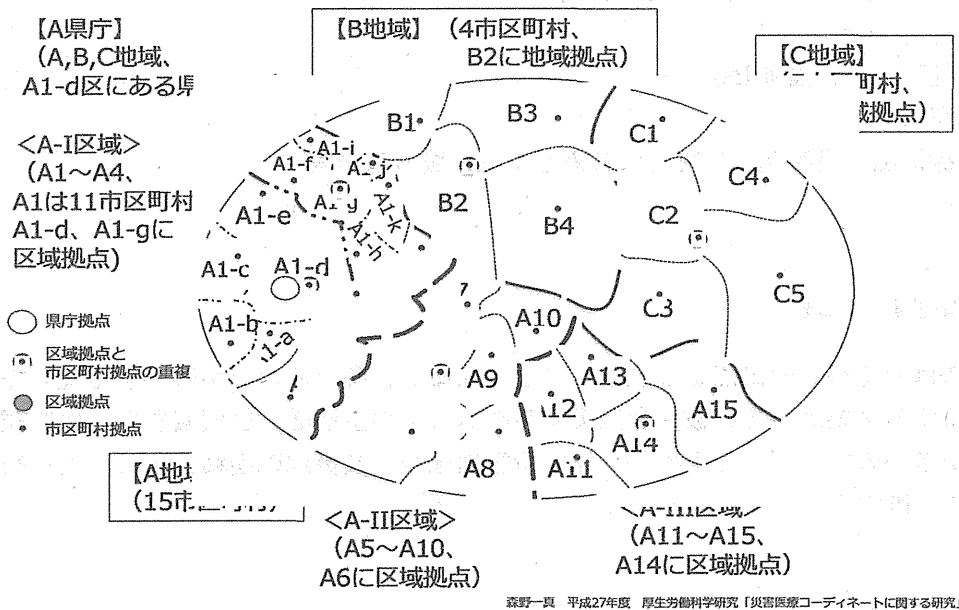 【A県庁】
(A,B,C地域、
A1-d区にある県
【B地域】 (4市区町村、
B2に地域拠点)
【C地域】
町村、
域拠点)
<A-I区域>
(A1～A4、
A1は11市区町村
A1-d、A1-gに
区域拠点)
B1
B3
C1
A1-i
A1-f
A1-e
A1-k
A1-h
B2
B4
C2
C4
A1-c
A1-d
C3
C5
A1-b
A10
A9
A13
A15
A14
A8
A11
県庁拠点
区域拠点と
市区町村拠点の重複
区域拠点
市区町村拠点
【A地
(15市
<A-II区域>
(A5～A10、
A6に区域拠点)
<A-III区域>
(A11～A15、
A14に区域拠点)
森野一真 平成27年度 厚生労働科学研究「災害医療コーディネートに関する研究」